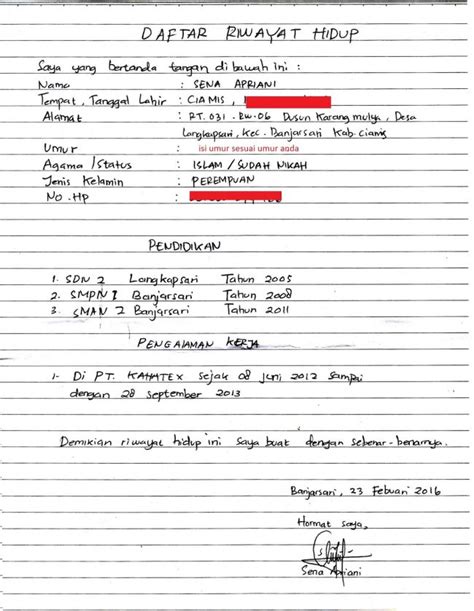 DAFTAR RIWAYAT HIDUP
Saya yang bertanda tangan di bawah ini :
Nama : SENA APRIANI
Tempat, Tanggal Lahir : CIAMIS,
Alamat : RT. 031. RW.06 Dusun Karang mulya, Desa
Langkapsari, Kec. Banjarsari Kab. Ciamis
Umur : isi umur sesuai umur anda
Agama / Status : ISLAM / SUDAH NIKAH
Jenis Kelamin : PEREMPUAN
No. HP :
PENDIDIKAN
1. SDN 2 Langkapsari Tahun 2005
2. SMPN 1 Banjarsari Tahun 2008
3. SMAN 2 Banjarsari Tahun 2011
PENGALAMAN KERJA
1- Di PT. KAHATEX sejak 08 Juni 2012 sampai
dengan 28 september 2013
Demikian riwayat hidup ini saya buat dengan sebenar-benarnya.
Banjarsari, 23 Febuari 2016
Hormat saya,
Sena Apriani